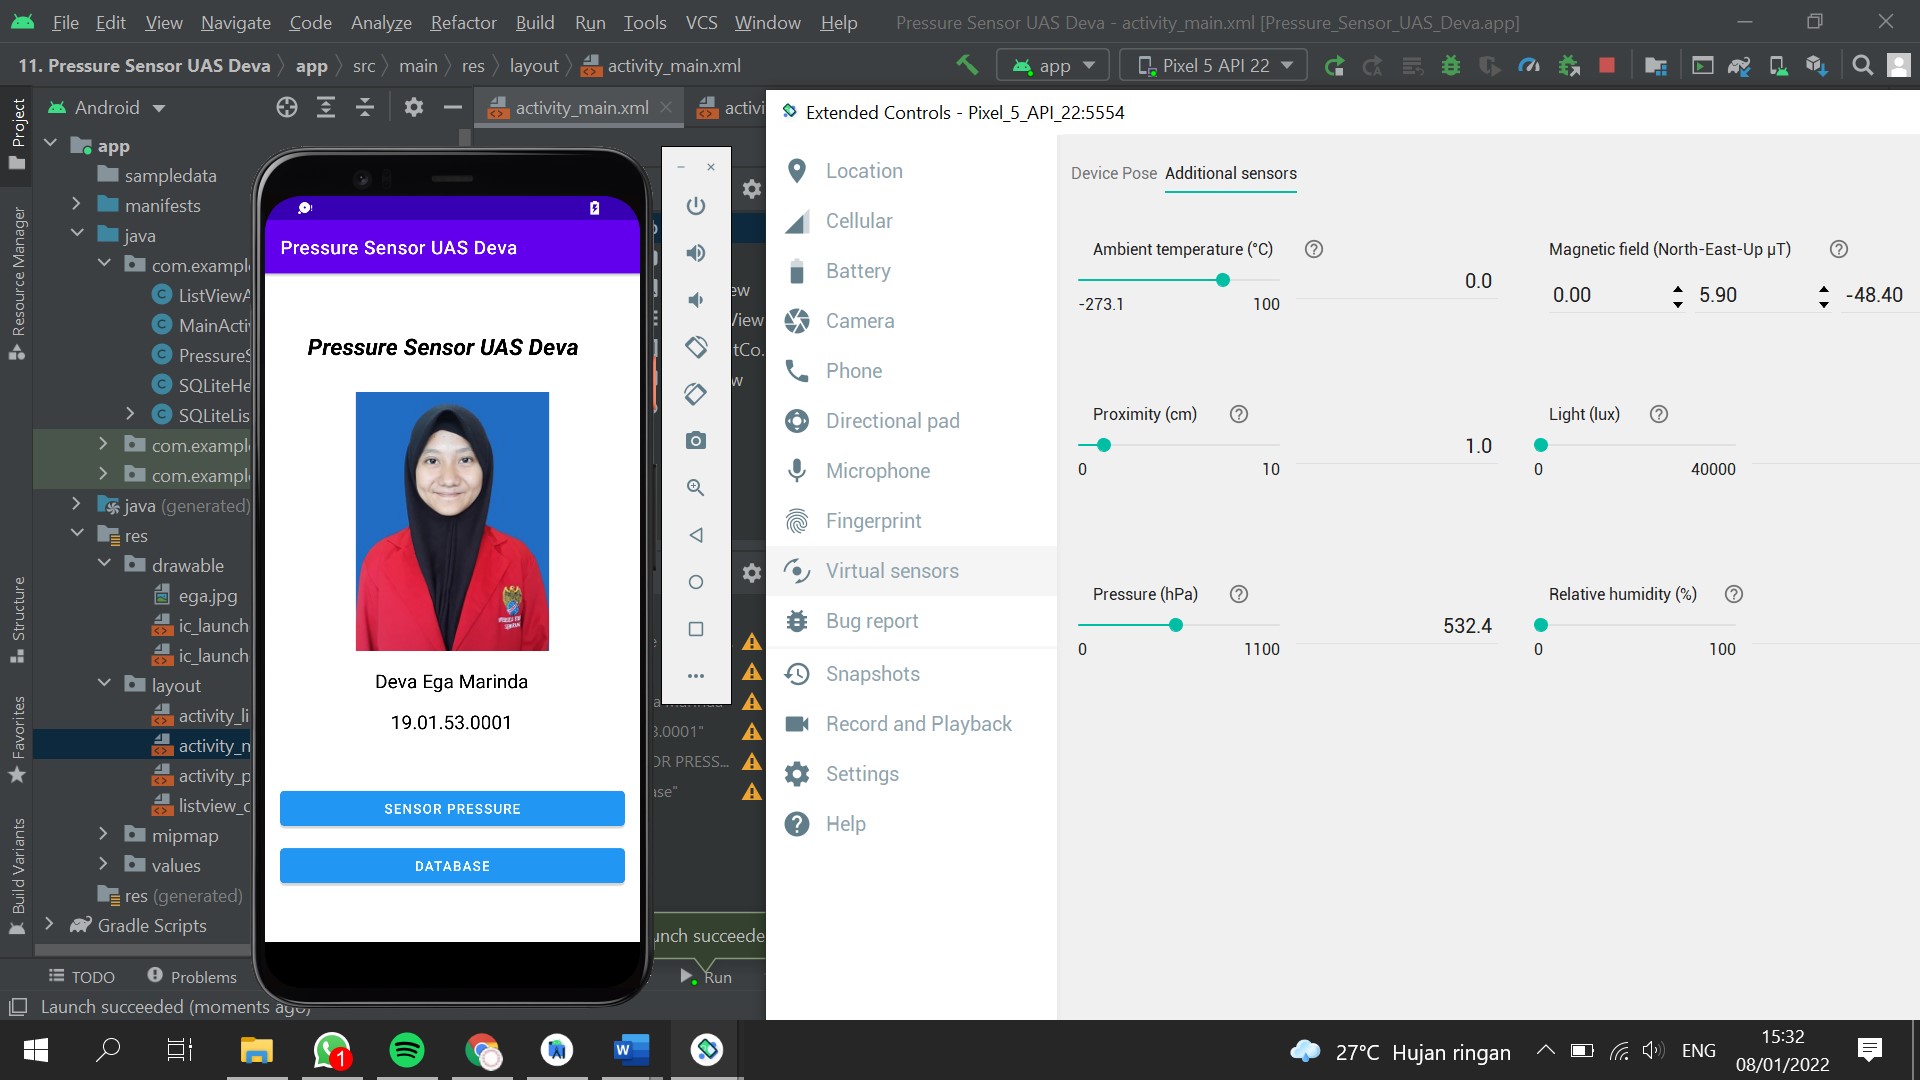 File Edit View Navigate Code Analyze Refactor Build Run Tools VCS Window Help Pressure Sensor UAS Deva - activity_main.xml [Pressure_Sensor_UAS_Deva.app]
11. Pressure Sensor UAS Deva app src main res layout activity_main.xml app Pixel 5 API 22
Android activity_main.xml activi
Extended Controls - Pixel_5_API_22:5554
Project
Resource Manager
Structure
Favorites
Build Variants
app
sampledata
manifests
java
com.exampl
ListViewA
MainActi
PressureS
SQLiteHe
SQLiteLis
com.exampl
com.exampl
java (generated)
res
drawable
ega.jpg
ic_launch
ic_launch
layout
activity_li
activity_n
activity_p
listview_c
mipmap
values
res (generated)
Gradle Scripts
Pressure Sensor UAS Deva
Pressure Sensor UAS Deva
Deva Ega Marinda
19.01.53.0001
SENSOR PRESSURE
DATABASE
ew
View
tCo.
w
3.0001"
OR PRESS...
ase"
unch succeede
Location
Cellular
Battery
Camera
Phone
Directional pad
Microphone
Fingerprint
Virtual sensors
Bug report
Snapshots
Record and Playback
Settings
Help
Device Pose Additional sensors
Ambient temperature (°C)
0.0
-273.1 100
Magnetic field (North-East-Up μT)
0.00 5.90 -48.40
Proximity (cm)
1.0
0 10
Light (lux)
0 40000
Pressure (hPa)
532.4
0 1100
Relative humidity (%)
0 100
TODO Problems Run
Launch succeeded (moments ago)
1
W
27°C Hujan ringan ENG
15:32
08/01/2022